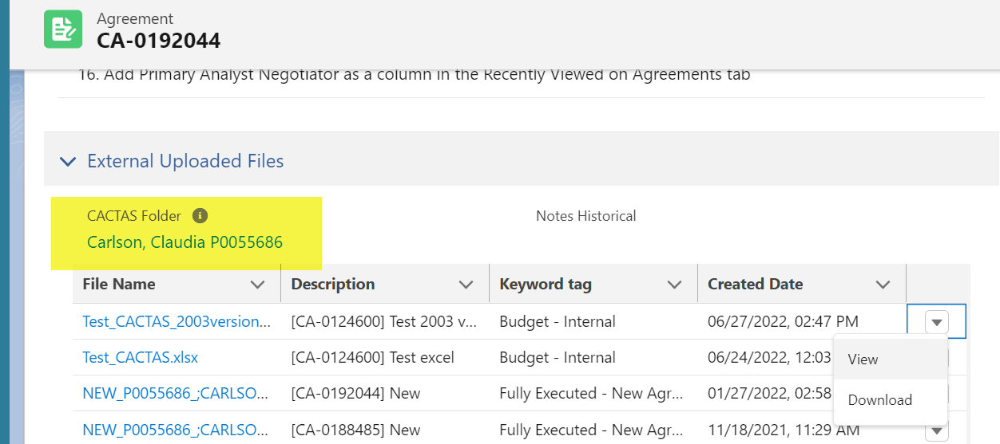 Agreement
CA-0192044
16. Add Primary Analyst Negotiator as a column in the Recently Viewed on Agreements tab
External Uploaded Files
CACTAS Folder
Notes Historical
Carlson, Claudia P0055686
File Name Description Keyword tag Created Date
Test_CACTAS_2003version... [CA-0124600] Test 2003 v... Budget - Internal 06/27/2022, 02:47 PM
Test_CACTAS.xlsx [CA-0124600] Test excel Budget - Internal 06/24/2022, 12:03
View
NEW_P0055686_;CARLSO... [CA-0192044] New Fully Executed - New Agr... 01/27/2022, 02:58
Download
NEW_P0055686_;CARLSO... [CA-0188485] New Fully Executed - New Agr... 11/18/2021, 11:29 AM